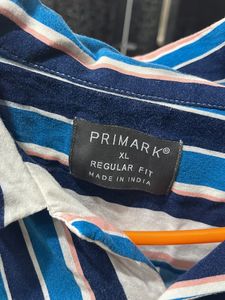 PRIMARK®
XL
REGULAR FIT
MADE IN INDIA